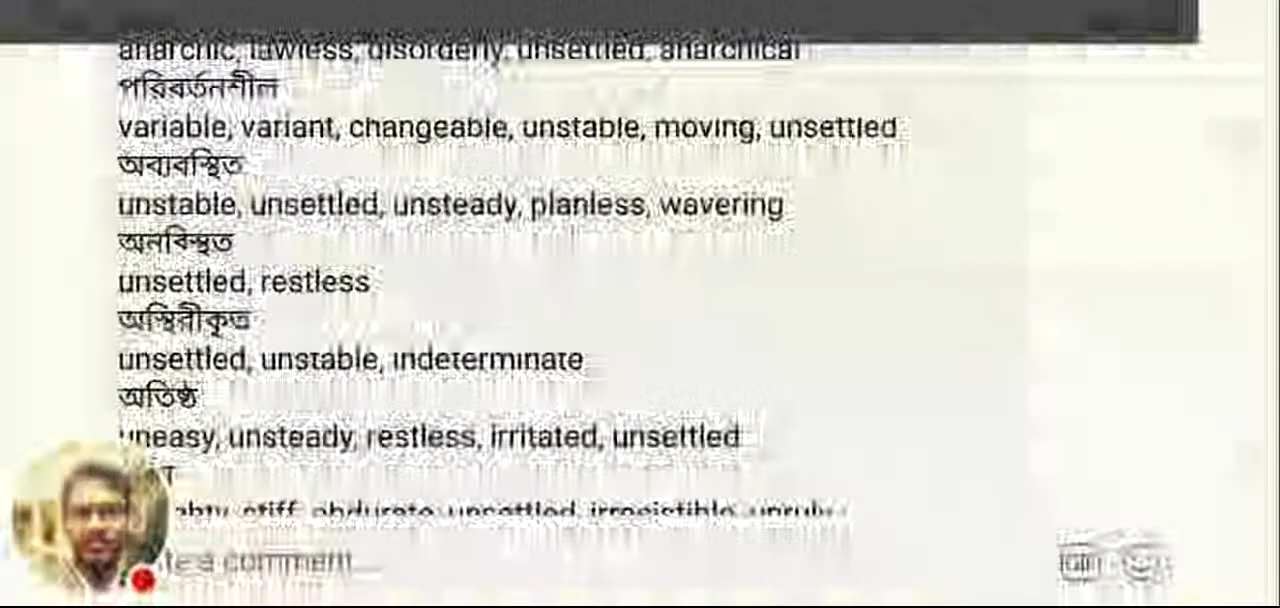 anarchic, lawless, disorderly, unsettled, anarchical
পরিবর্তনশীল
variable, variant, changeable, unstable, moving, unsettled
অব্যবস্থিত
unstable, unsettled, unsteady, planless, wavering
অনবস্থিত
unsettled, restless
অস্থিরীকৃত
unsettled, unstable, indeterminate
অতিষ্ঠ
uneasy, unsteady, restless, irritated, unsettled
stiff, obdurate, unsettled, irresistible, unruly
a comment...
GIF